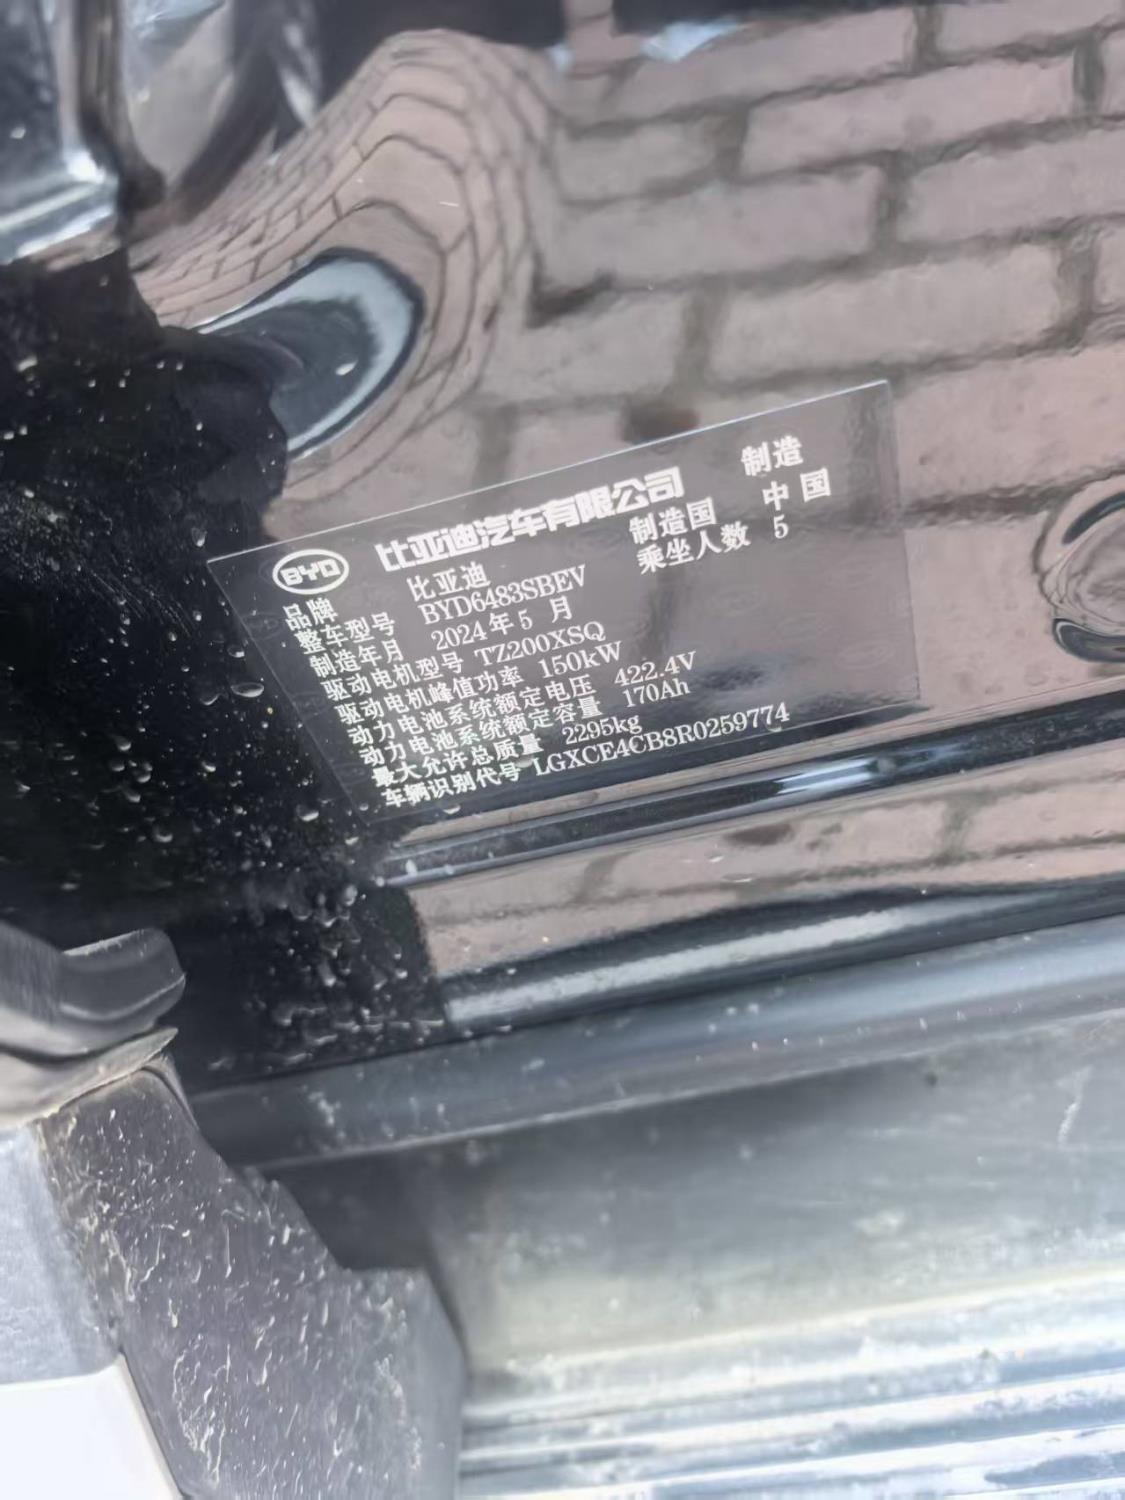 BYD 比亚迪汽车有限公司 制造
品牌 比亚迪 制造国 中国
整车型号 BYD6483SBEV 乘坐人数 5
制造年月 2024年5月
驱动电机型号 TZ200XSQ
驱动电机峰值功率 150kW
动力电池系统额定电压 422.4V
动力电池系统额定容量 170Ah
最大允许总质量 2295kg
车辆识别代号 LGXCE4CB8R0259774